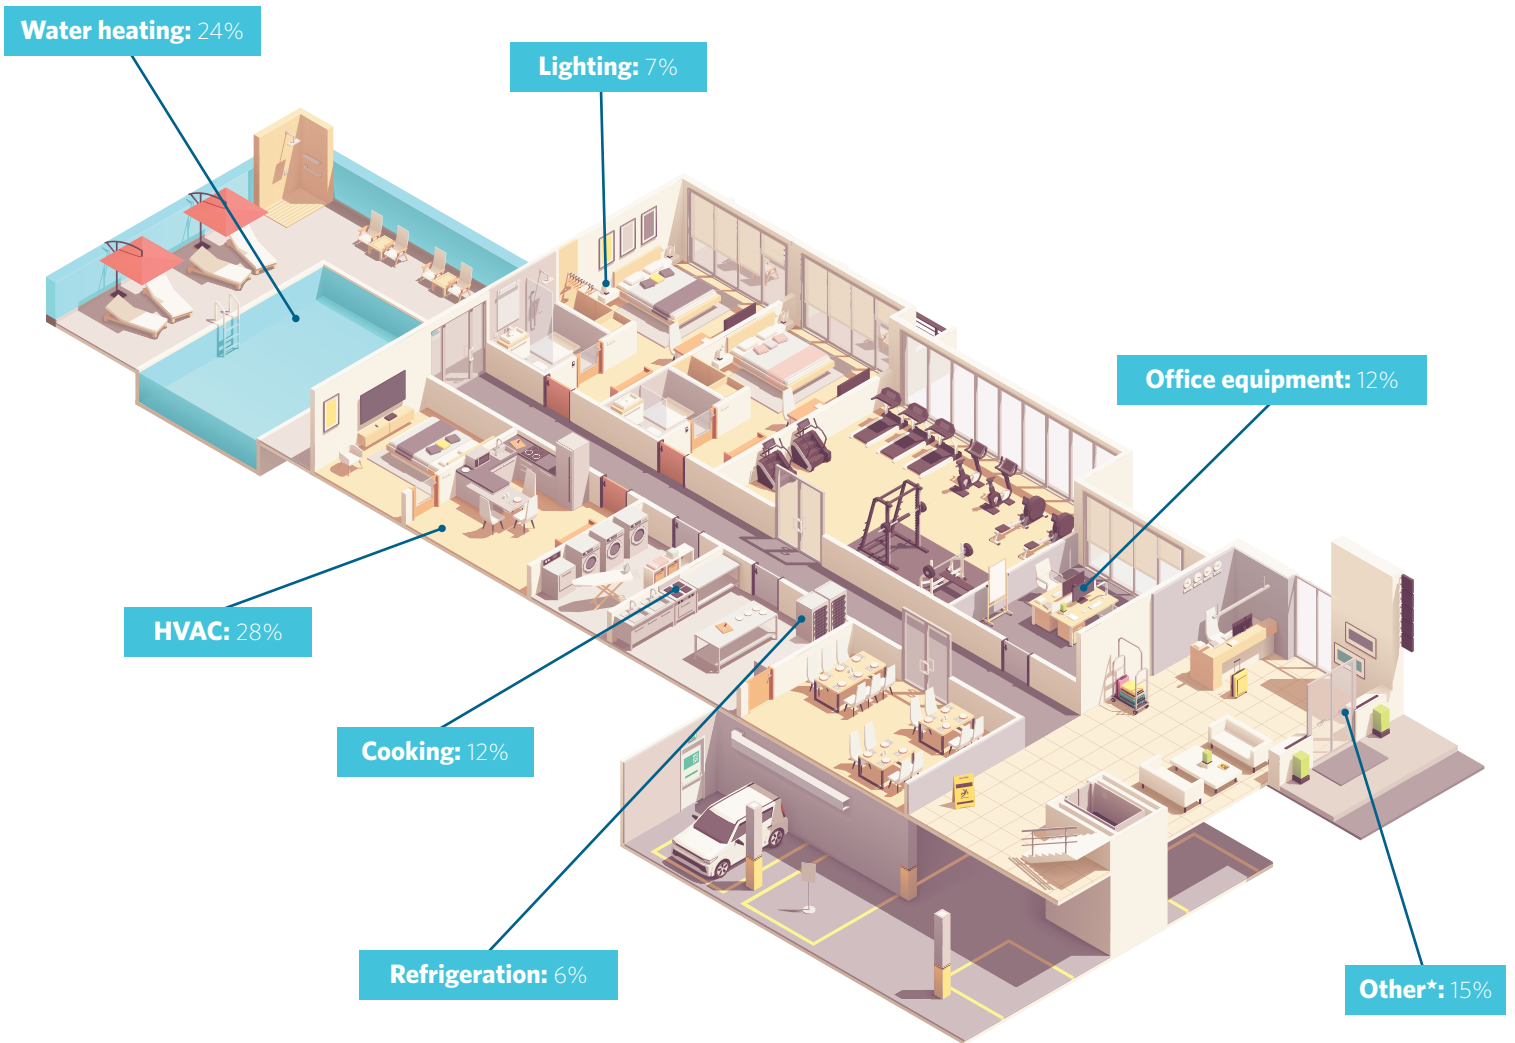 Water heating: 24%
Lighting: 7%
Office equipment: 12%
HVAC: 28%
Cooking: 12%
Refrigeration: 6%
Other★: 15%